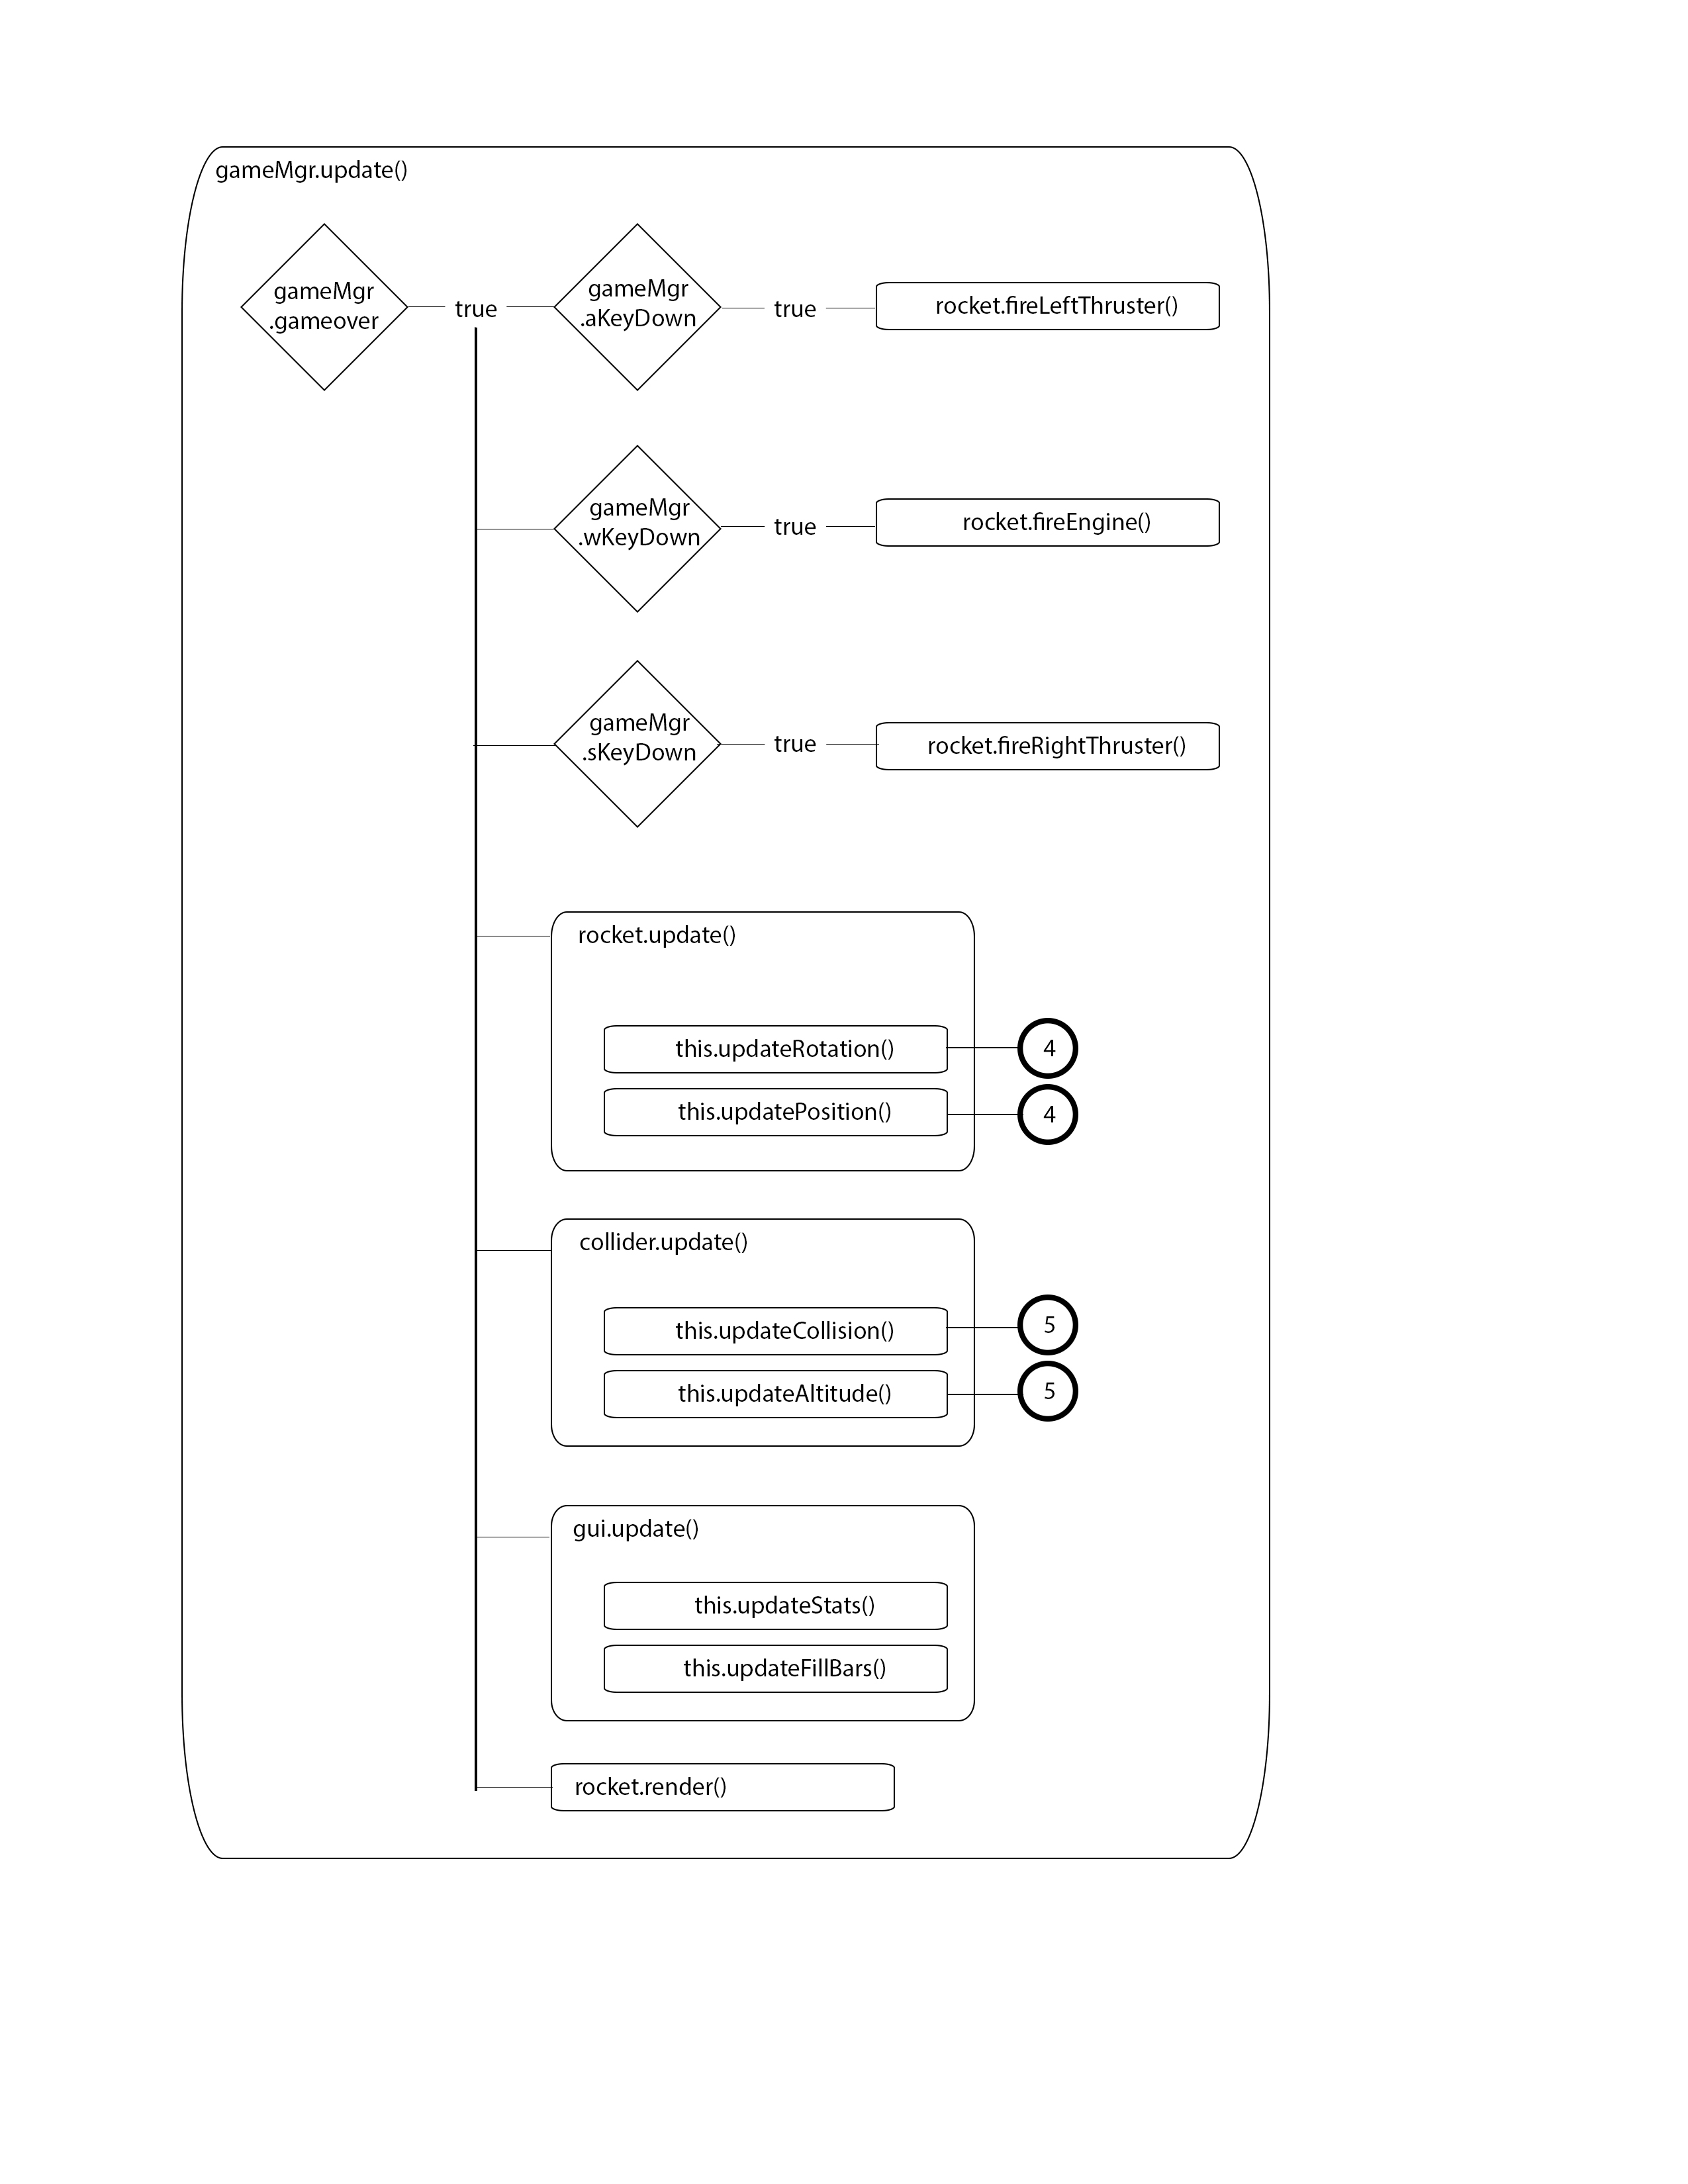 gameMgr.update()
gameMgr
.gameover
true
gameMgr
.aKeyDown
true
rocket.fireLeftThruster()
gameMgr
.wKeyDown
true
rocket.fireEngine()
gameMgr
.sKeyDown
true
rocket.fireRightThruster()
rocket.update()
this.updateRotation()
4
this.updatePosition()
4
collider.update()
this.updateCollision()
5
this.updateAltitude()
5
gui.update()
this.updateStats()
this.updateFillBars()
rocket.render()